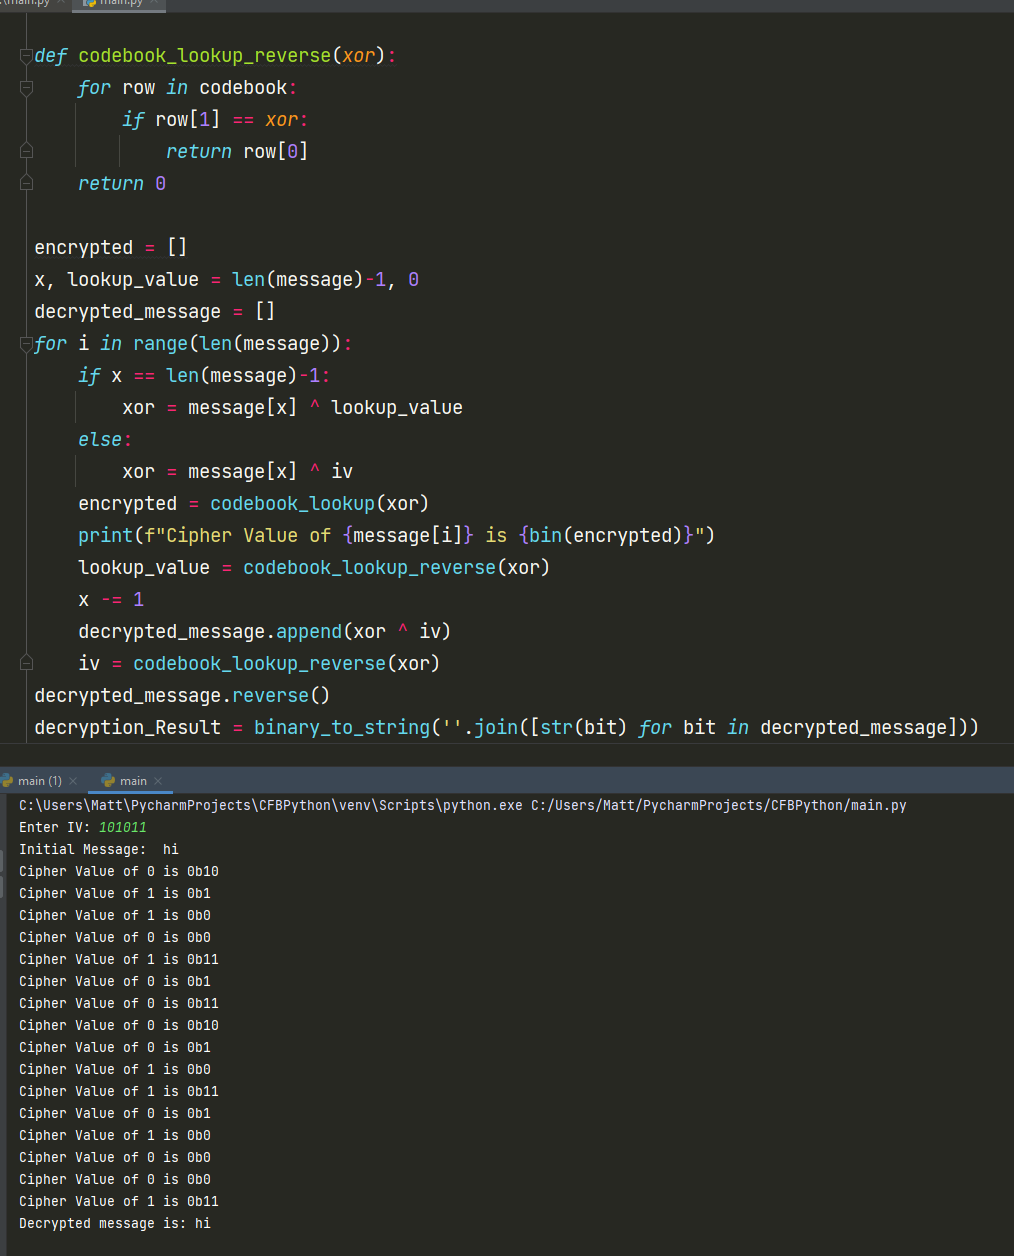 :\main.py
main.py
def codebook_lookup_reverse(xor):
    for row in codebook:
        if row[1] == xor:
            return row[0]
    return 0
encrypted = []
x, lookup_value = len(message)-1, 0
decrypted_message = []
for i in range(len(message)):
    if x == len(message)-1:
        xor = message[x] ^ lookup_value
    else:
        xor = message[x] ^ iv
    encrypted = codebook_lookup(xor)
    print(f"Cipher Value of {message[i]} is {bin(encrypted)}")
    lookup_value = codebook_lookup_reverse(xor)
    x -= 1
    decrypted_message.append(xor ^ iv)
    iv = codebook_lookup_reverse(xor)
decrypted_message.reverse()
decryption_Result = binary_to_string(''.join([str(bit) for bit in decrypted_message]))
main (1)
main
C:\Users\Matt\PycharmProjects\CFBPython\venv\Scripts\python.exe C:/Users/Matt/PycharmProjects/CFBPython/main.py
Enter IV: 101011
Initial Message:  hi
Cipher Value of 0 is 0b10
Cipher Value of 1 is 0b1
Cipher Value of 1 is 0b0
Cipher Value of 0 is 0b0
Cipher Value of 1 is 0b11
Cipher Value of 0 is 0b1
Cipher Value of 0 is 0b11
Cipher Value of 0 is 0b10
Cipher Value of 0 is 0b1
Cipher Value of 1 is 0b0
Cipher Value of 1 is 0b11
Cipher Value of 0 is 0b1
Cipher Value of 1 is 0b0
Cipher Value of 0 is 0b0
Cipher Value of 0 is 0b0
Cipher Value of 1 is 0b11
Decrypted message is: hi